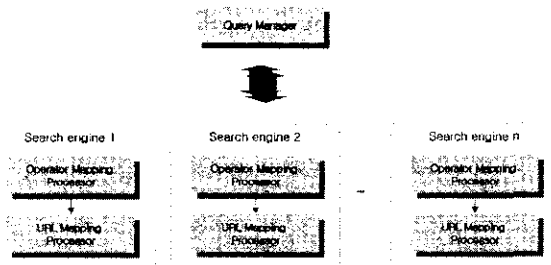 Query Manager
Search engine 1
Search engine 2
Search engine n
Operator Mapping
Processor
Operator Mapping
Processor
Operator Mapping
Processor
URL Mapping
Processor
URL Mapping
Processor
URL Mapping
Processor